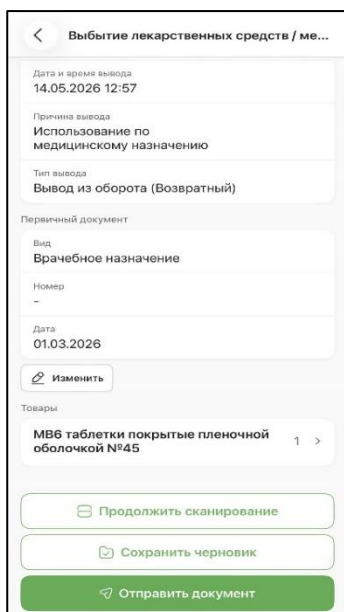 Выбытие лекарственных средств / ме...
Дата и время вывода
14.05.2026 12:57
Причина вывода
Использование по
медицинскому назначению
Тип вывода
Вывод из оборота (Возвратный)
Первичный документ
Вид
Врачебное назначение
Номер
-
Дата
01.03.2026
Изменить
Товары
МВ6 таблетки покрытые пленочной
оболочкой №45
1
Продолжить сканирование
Сохранить черновик
Отправить документ